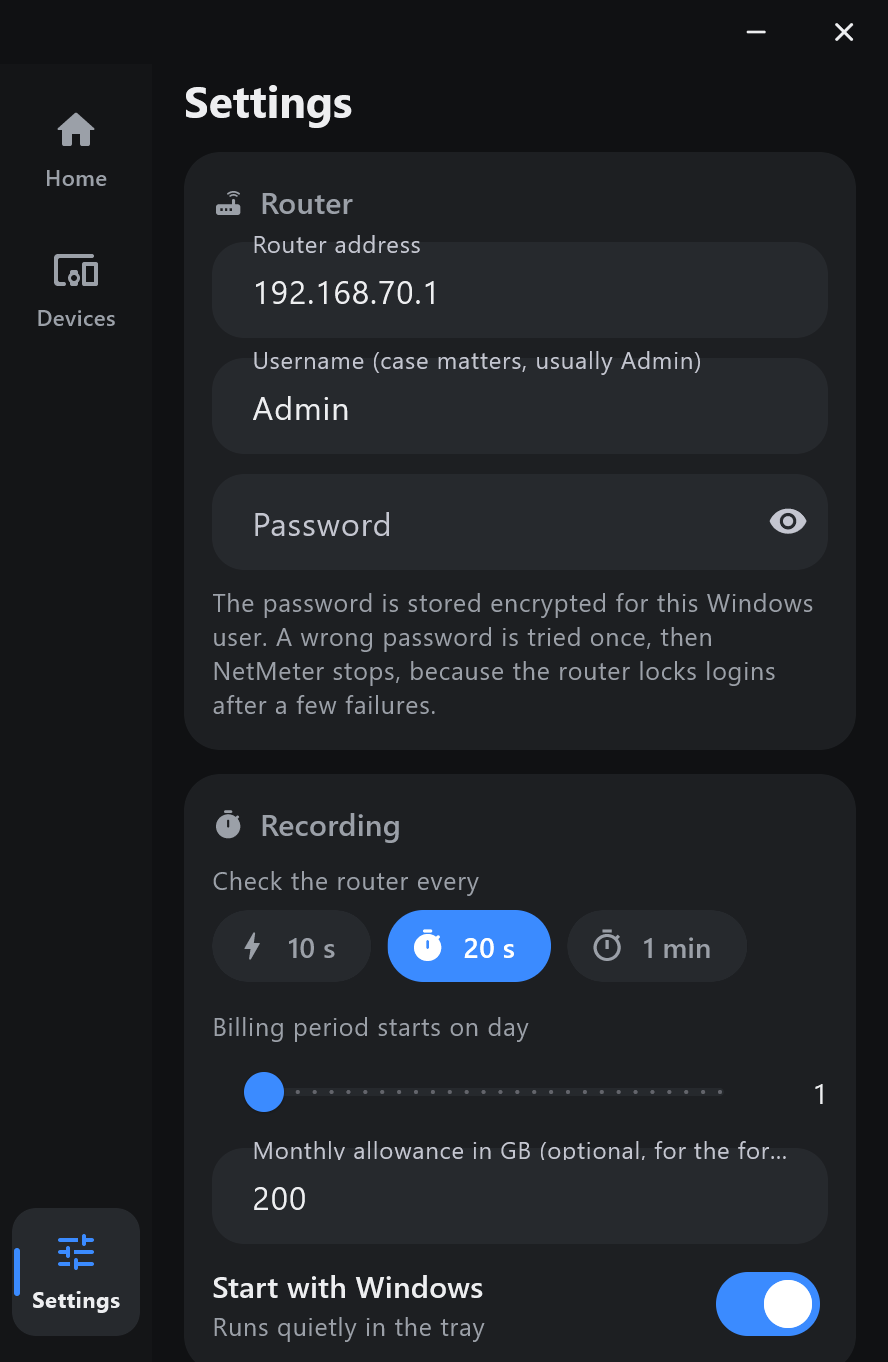 Settings
Home
Devices
Router
Router address
192.168.70.1
Username (case matters, usually Admin)
Admin
Password
The password is stored encrypted for this Windows
user. A wrong password is tried once, then
NetMeter stops, because the router locks logins
after a few failures.
Recording
Check the router every
10 s
20 s
1 min
Billing period starts on day
1
Monthly allowance in GB (optional, for the for...
200
Start with Windows
Runs quietly in the tray
Settings